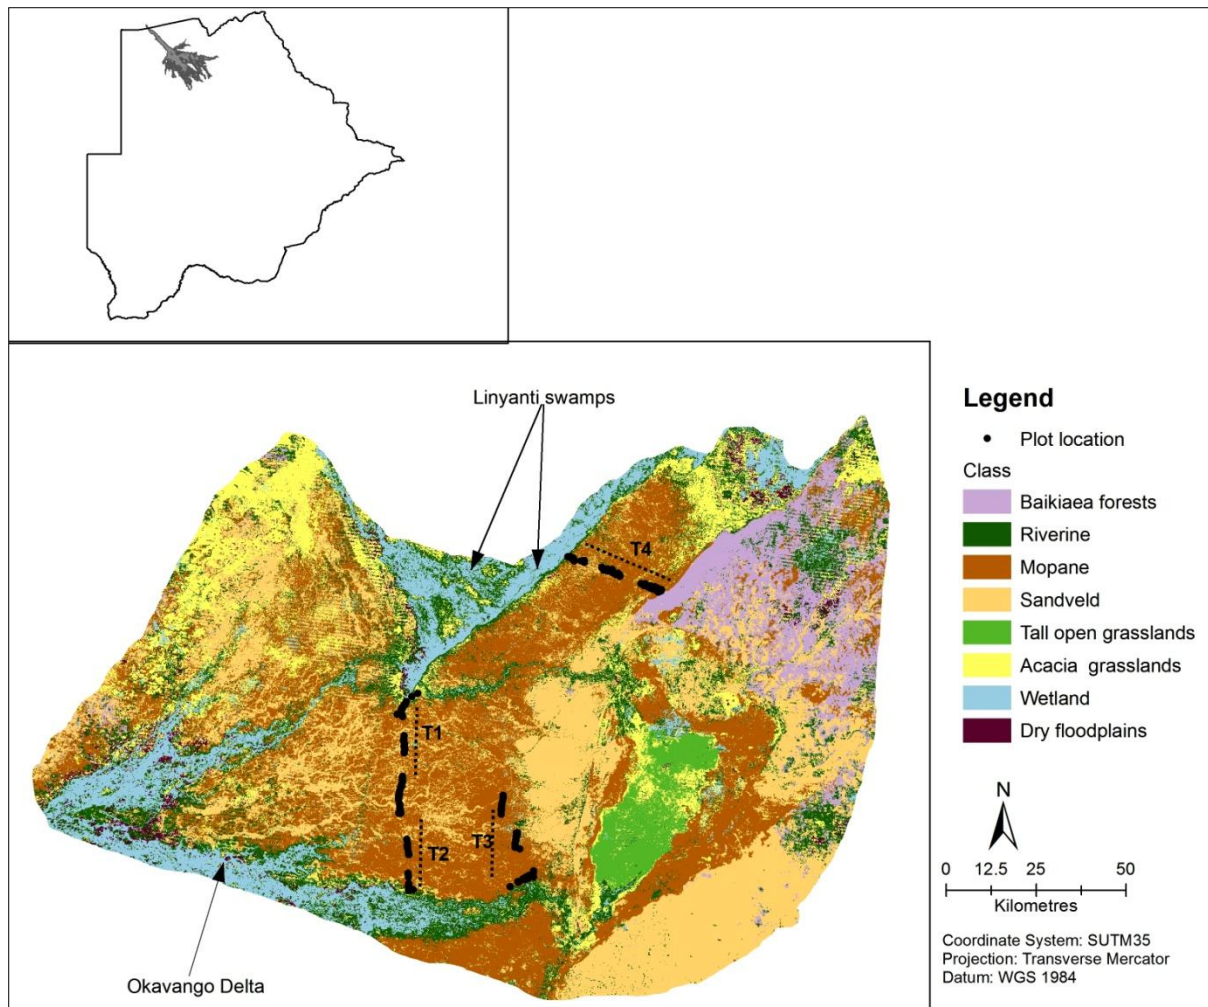 Linyanti swamps
T4
T1
T2
T3
Okavango Delta
Legend
Plot location
Class
Baikiaea forests
Riverine
Mopane
Sandveld
Tall open grasslands
Acacia grasslands
Wetland
Dry floodplains
N
0 12.5 25 50
Kilometres
Coordinate System: SUTM35
Projection: Transverse Mercator
Datum: WGS 1984